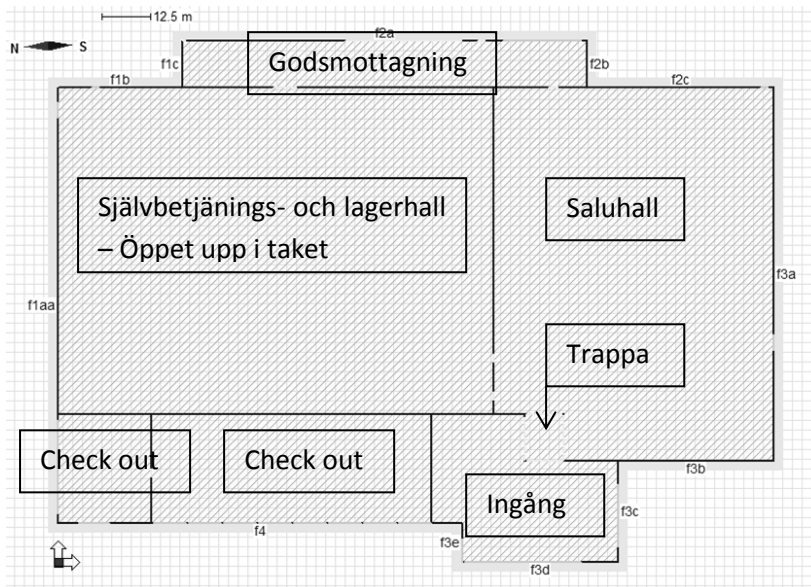 12.5 m
N S
f2a
f1c
Godsmottagning
f2b
f1b
f2c
Självbetjänings- och lagerhall
– Öppet upp i taket
Saluhall
f3a
f1aa
Trappa
Check out
Check out
f3b
Ingång
f3c
f4
f3e
f3d